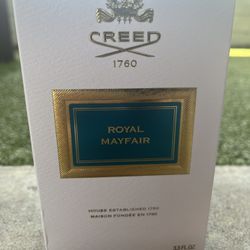 CREED
1760
ROYAL
MAYFAIR
HOUSE ESTABLISHED 1760
MAISON FONDÉE EN 1760